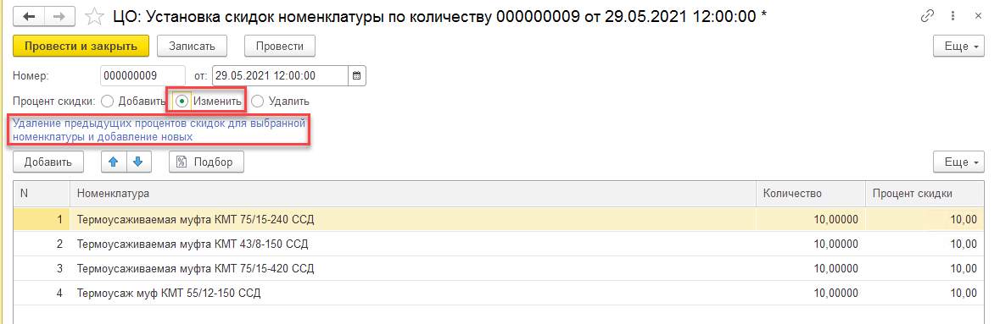 ЦО: Установка скидок номенклатуры по количеству 000000009 от 29.05.2021 12:00:00 *
Провести и закрыть Записать Провести Еще
Номер: 000000009 от: 29.05.2021 12:00:00
Процент скидки: Добавить Изменить Удалить
Удаление предыдущих процентов скидок для выбранной
номенклатуры и добавление новых
Добавить Подбор Еще
N Номенклатура Количество Процент скидки
1 Термоусаживаемая муфта КМТ 75/15-240 ССД 10,00000 10,00
2 Термоусаживаемая муфта КМТ 43/8-150 ССД 10,00000 10,00
3 Термоусаживаемая муфта КМТ 75/15-420 ССД 10,00000 10,00
4 Термоусаж муф КМТ 55/12-150 ССД 10,00000 10,00